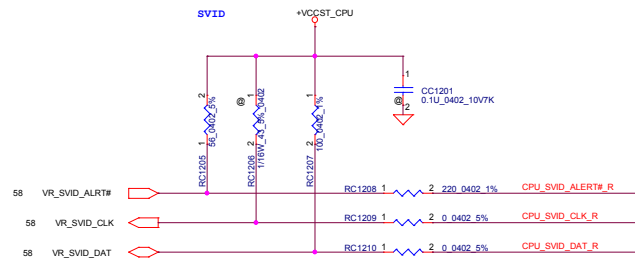 SVID
+VCCST_CPU
2
1
RC1205
56_0402_5%
@
1
2
RC1206
1/16W_43_5%_0402
1
2
RC1207
100_0402_1%
1
@
2
CC1201
0.1U_0402_10V7K
58 VR_SVID_ALRT# RC1208 1 2 220_0402_1% CPU_SVID_ALERT#_R
58 VR_SVID_CLK RC1209 1 2 0_0402_5% CPU_SVID_CLK_R
58 VR_SVID_DAT RC1210 1 2 0_0402_5% CPU_SVID_DAT_R